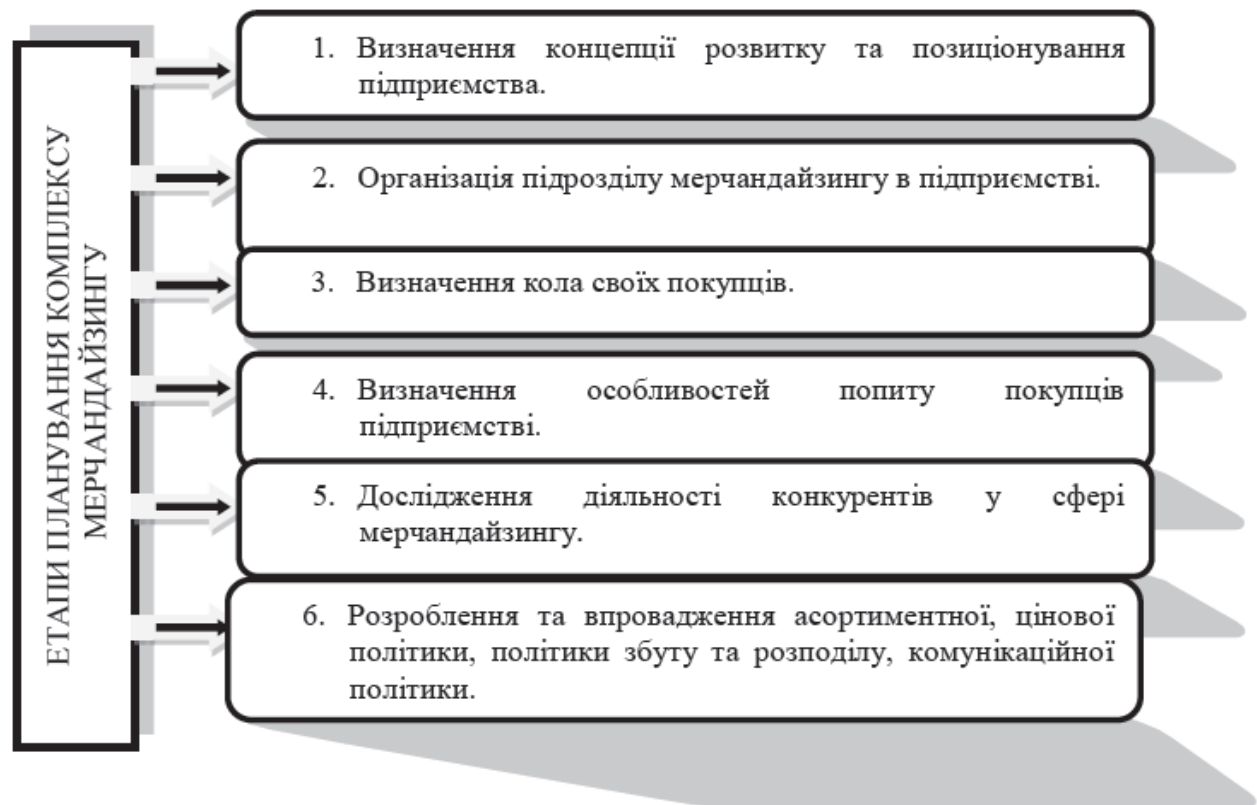 ЕТАПИ ПЛАНУВАННЯ КОМПЛЕКСУ
МЕРЧАНДАЙЗИНГУ
1. Визначення концепції розвитку та позиціонування
підприємства.
2. Організація підрозділу мерчандайзингу в підприємстві.
3. Визначення кола своїх покупців.
4. Визначення особливостей попиту покупців
підприємстві.
5. Дослідження діяльності конкурентів у сфері
мерчандайзингу.
6. Розроблення та впровадження асортиментної, цінової
політики, політики збуту та розподілу, комунікаційної
політики.